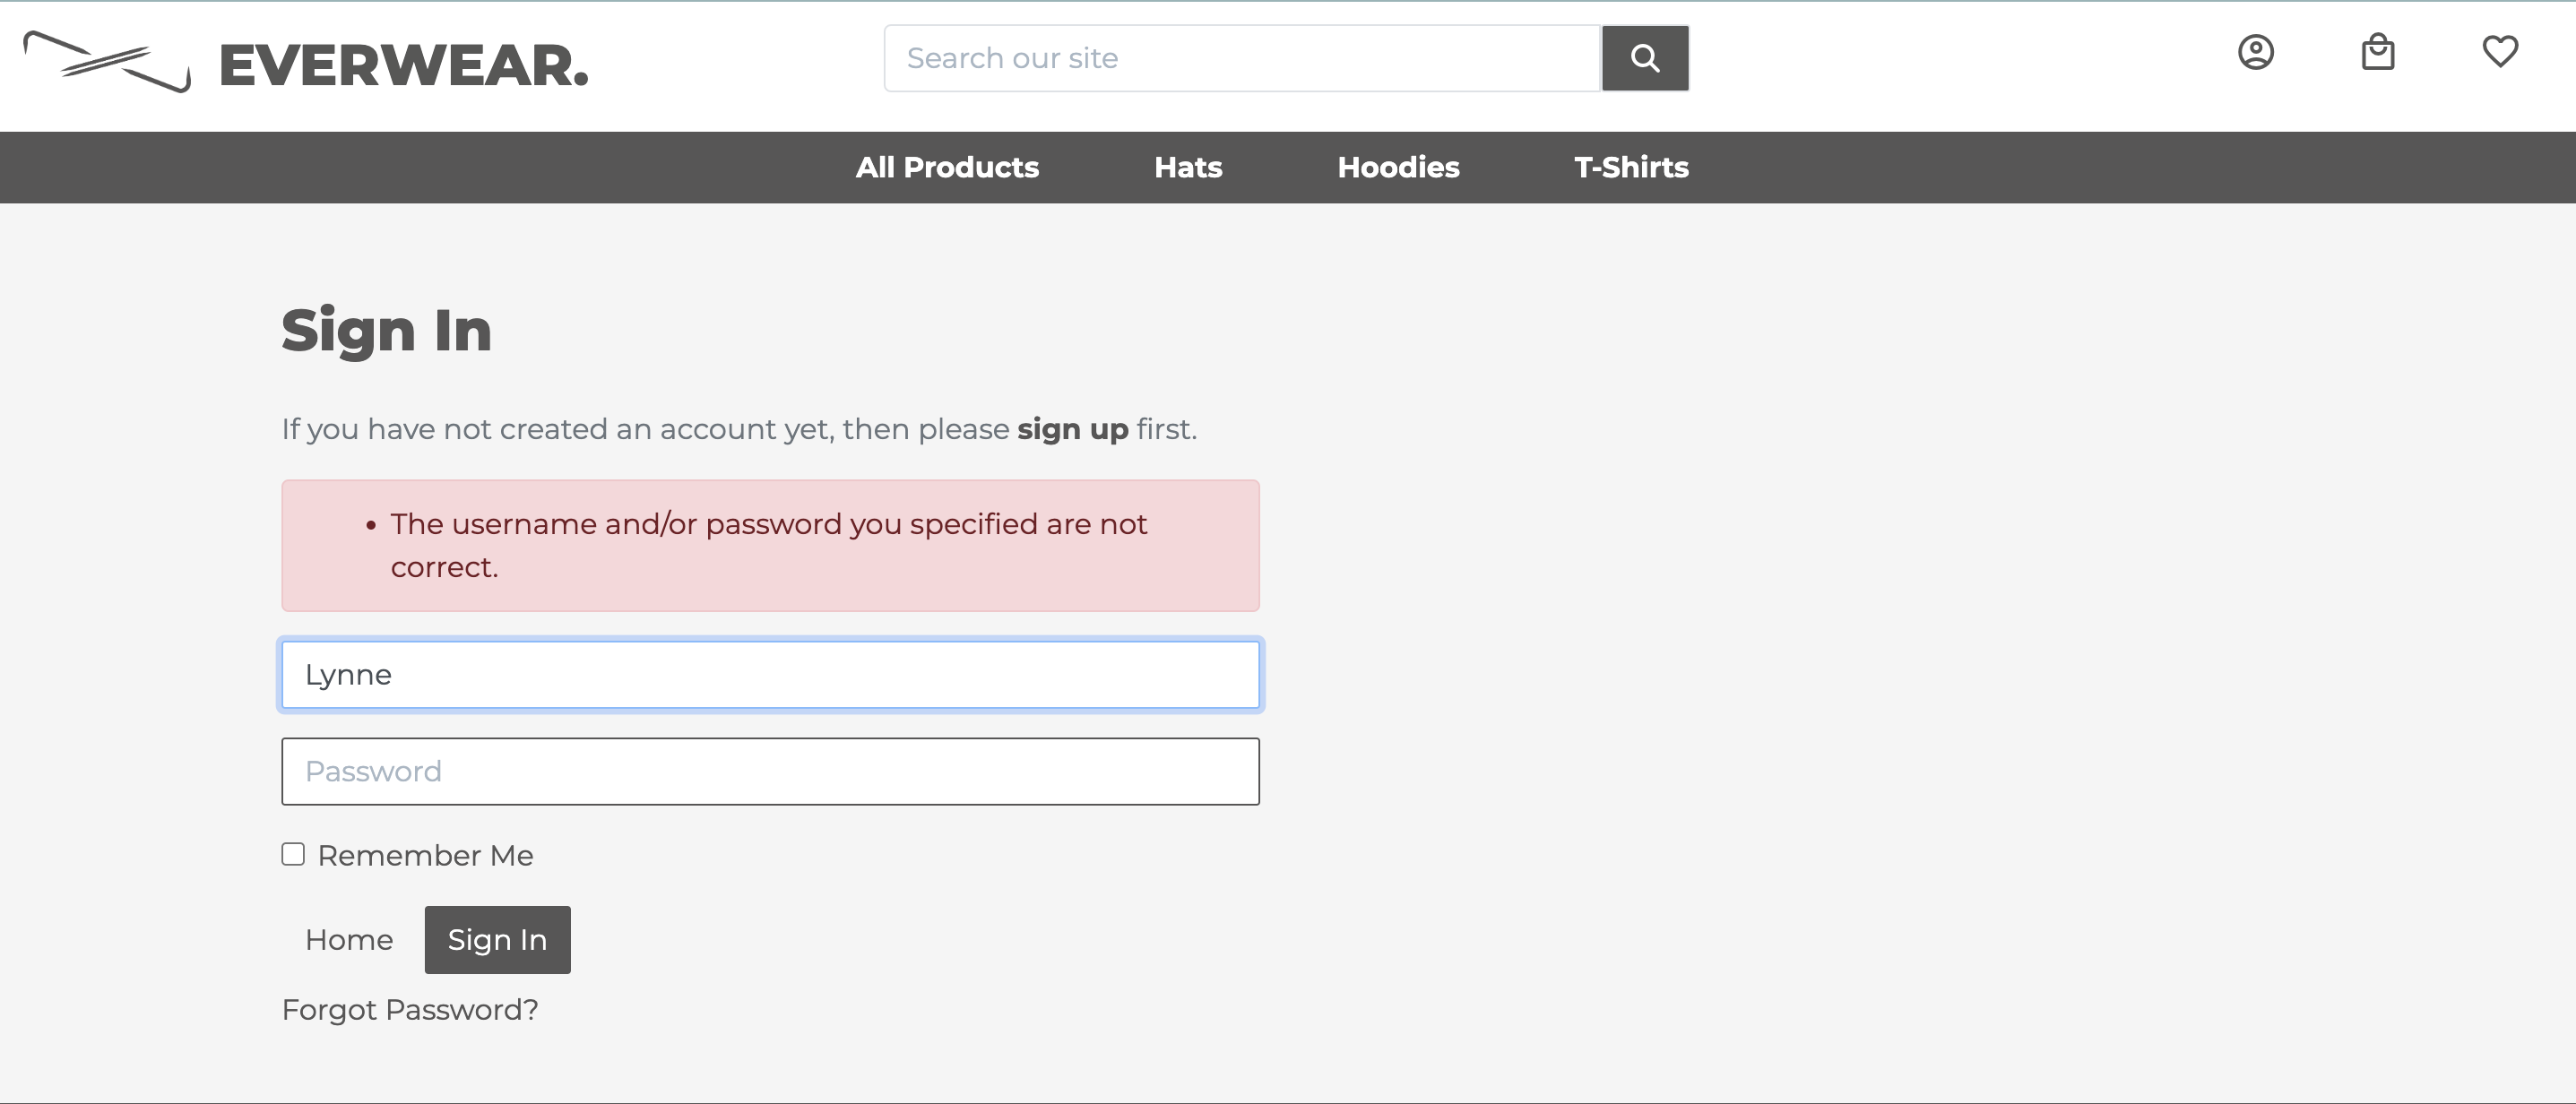 EVERWEAR.
Search our site
All Products Hats Hoodies T-Shirts
Sign In
If you have not created an account yet, then please sign up first.
• The username and/or password you specified are not
correct.
Lynne
Password
Remember Me
Home Sign In
Forgot Password?